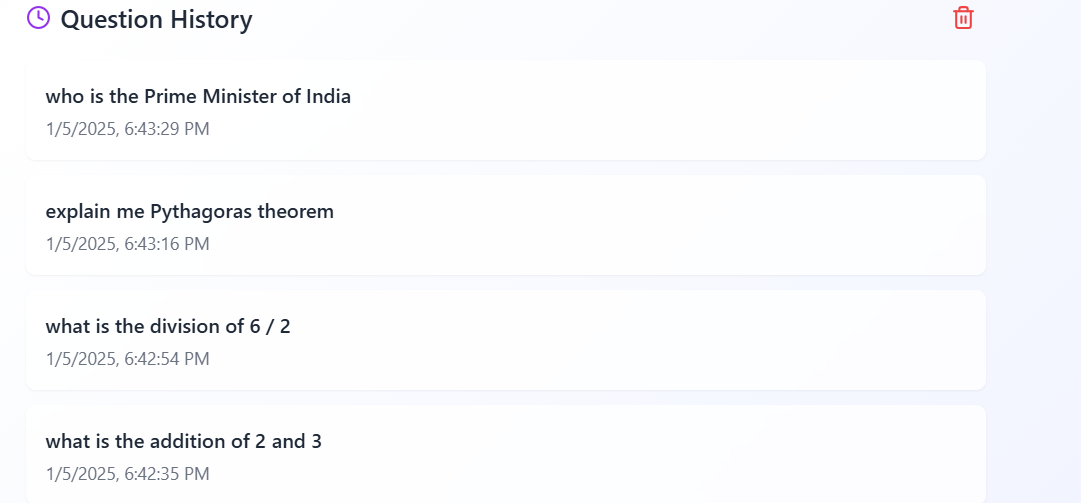 Question History
who is the Prime Minister of India
1/5/2025, 6:43:29 PM
explain me Pythagoras theorem
1/5/2025, 6:43:16 PM
what is the division of 6 / 2
1/5/2025, 6:42:54 PM
what is the addition of 2 and 3
1/5/2025, 6:42:35 PM